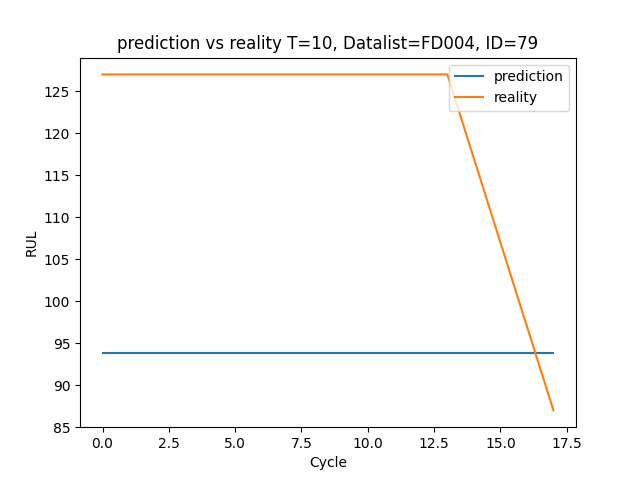 prediction vs reality T=10, Datalist=FD004, ID=79
prediction
reality
RUL
125
120
115
110
105
100
95
90
85
0.0 2.5 5.0 7.5 10.0 12.5 15.0 17.5
Cycle